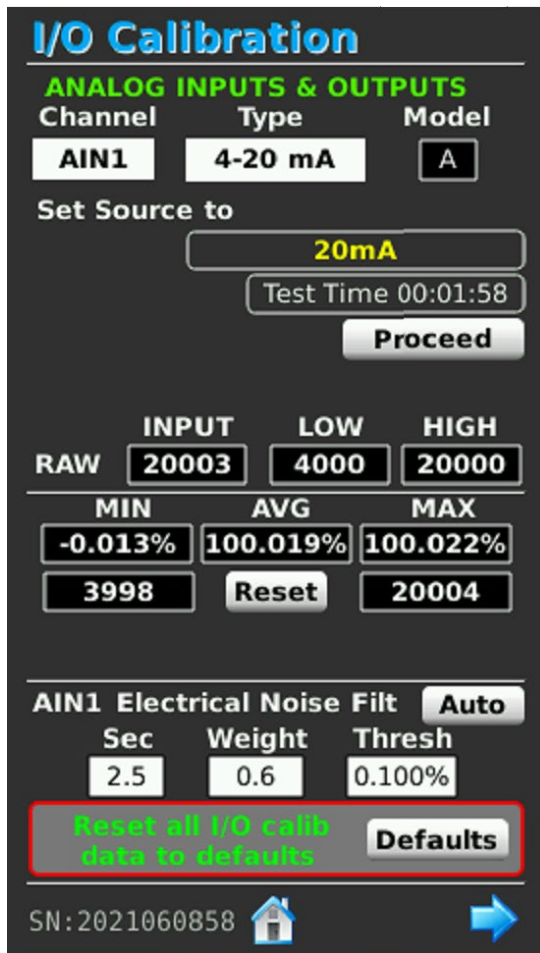 I/O Calibration
ANALOG INPUTS & OUTPUTS
Channel Type Model
AIN1 4-20 mA A
Set Source to
20mA
Test Time 00:01:58
Proceed
INPUT LOW HIGH
RAW 20003 4000 20000
MIN AVG MAX
-0.013% 100.019% 100.022%
3998 Reset 20004
AIN1 Electrical Noise Filt Auto
Sec Weight Thresh
2.5 0.6 0.100%
Reset all I/O calib
data to defaults
Defaults
SN:2021060858